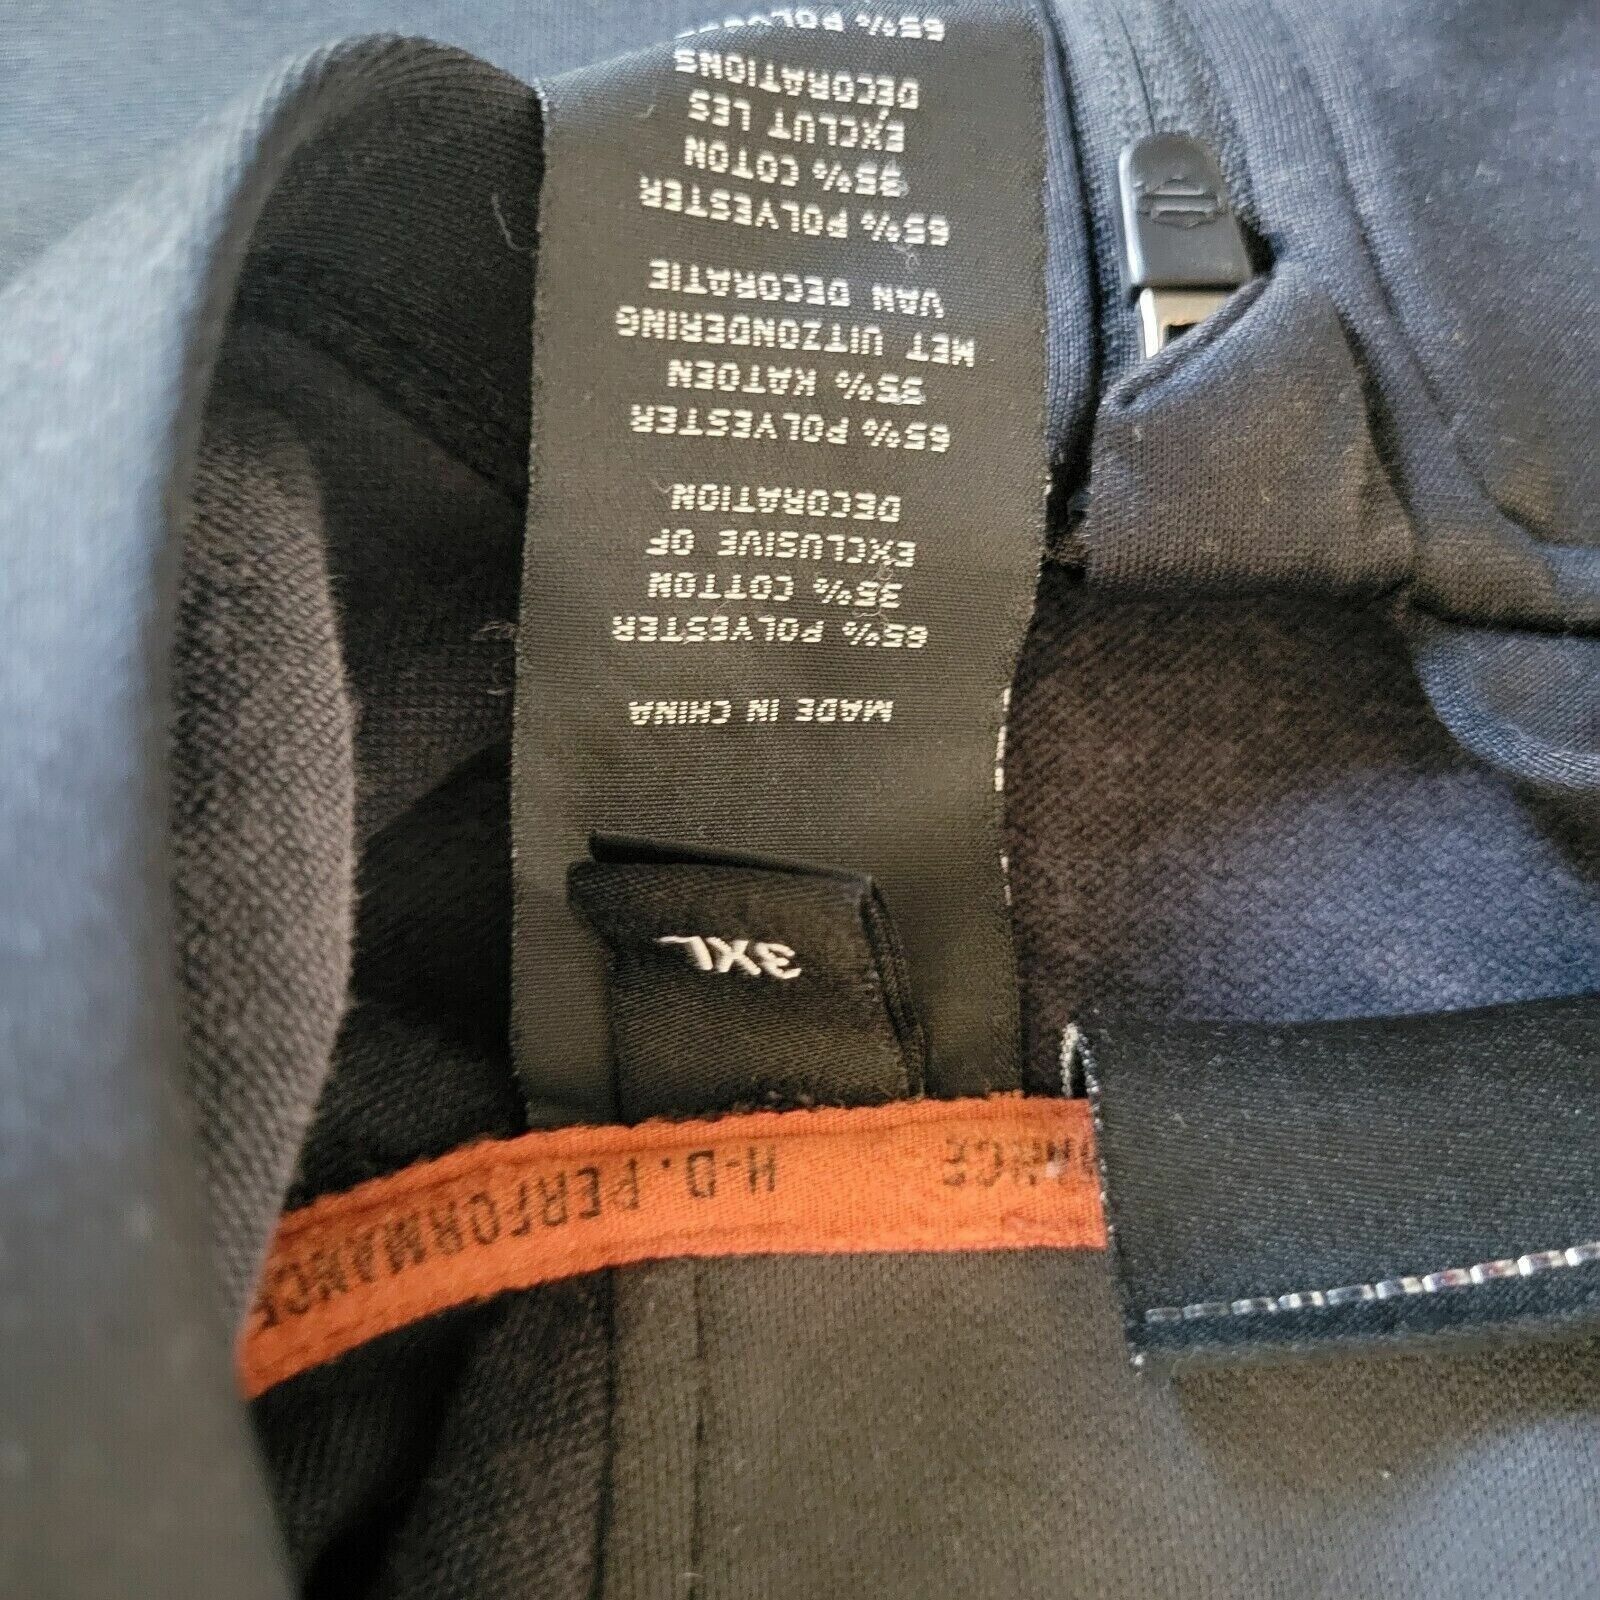 H-D. PERFORMANCE
3XL
MADE IN CHINA
65% POLYESTER
35% COTTON
EXCLUSIVE OF
DECORATION
65% POLYESTER
35% KATOEN
MET UITZONDERING
VAN DECORATIE
65% POLYESTER
35% COTON
EXCLUT LES
DECORATIONS
65%